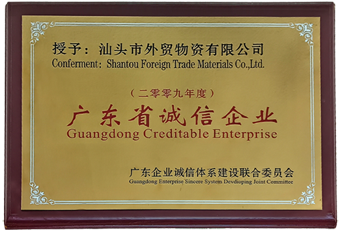 授予：汕头市外贸物资有限公司
Conferment: Shantou Foreign Trade Materials Co.,Ltd.
（二零零九年度）
广东省诚信企业
Guangdong Creditable Enterprise
广东企业诚信体系建设联合委员会
Guangdong Enterprise Sincere System Devdloping Joint Committee